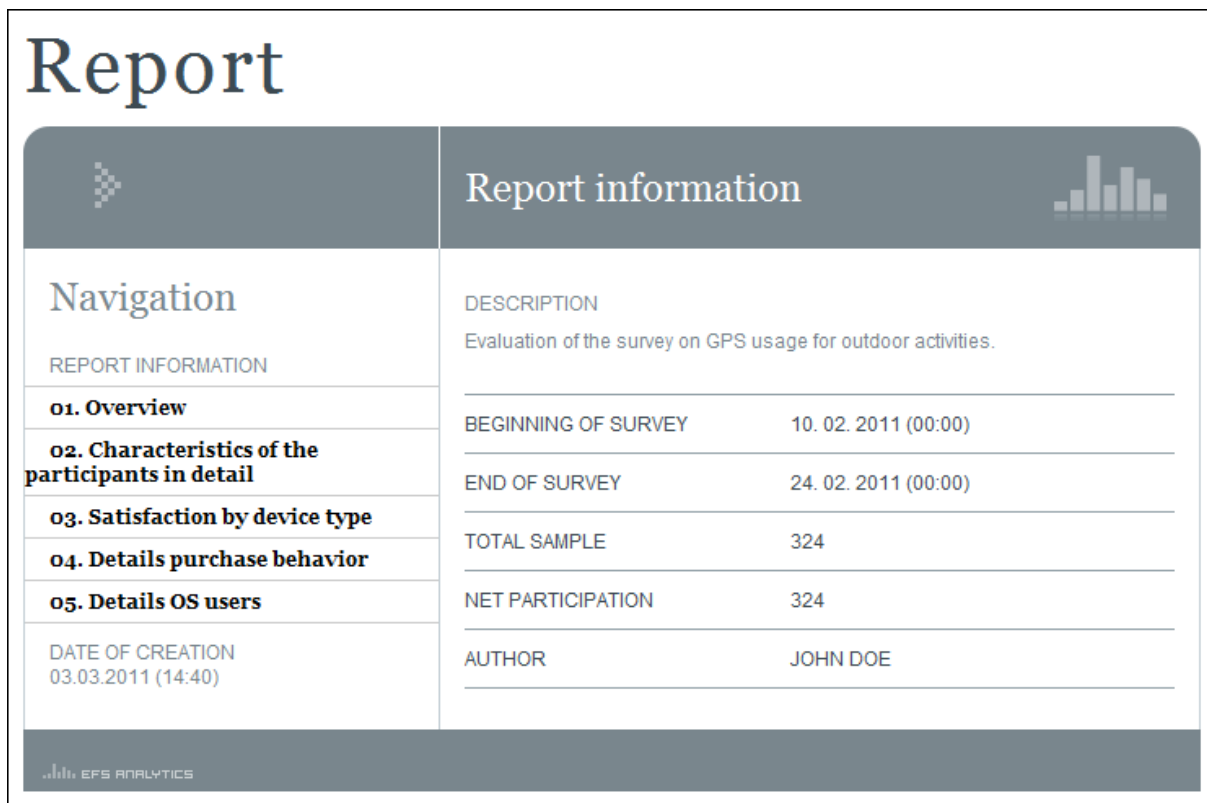 Report
Report information
Navigation
REPORT INFORMATION
01. Overview
02. Characteristics of the
participants in detail
03. Satisfaction by device type
04. Details purchase behavior
05. Details OS users
DATE OF CREATION
03.03.2011 (14:40)
DESCRIPTION
Evaluation of the survey on GPS usage for outdoor activities.
BEGINNING OF SURVEY 10. 02. 2011 (00:00)
END OF SURVEY 24. 02. 2011 (00:00)
TOTAL SAMPLE 324
NET PARTICIPATION 324
AUTHOR JOHN DOE
EFS ANALYTICS